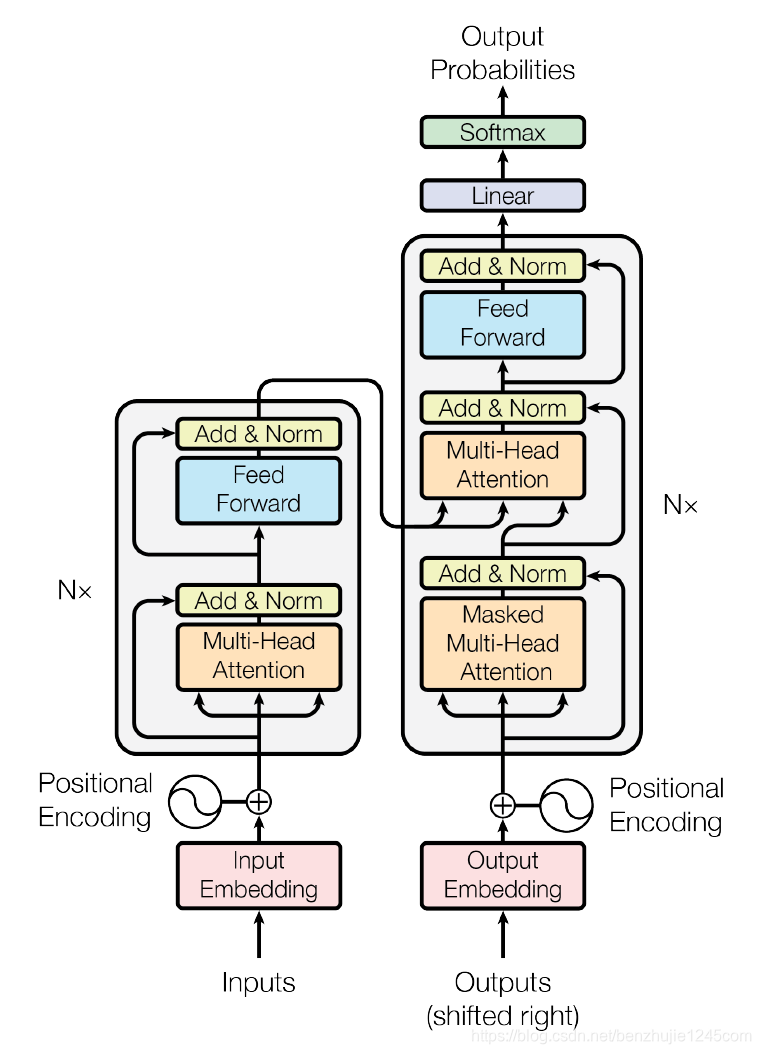 Output
Probabilities
Softmax
Linear
Add & Norm
Feed
Forward
Add & Norm
Multi-Head
Attention
Add & Norm
Masked
Multi-Head
Attention
Nx
Add & Norm
Feed
Forward
Add & Norm
Multi-Head
Attention
Nx
Positional
Encoding
Positional
Encoding
Input
Embedding
Output
Embedding
Inputs
Outputs
(shifted right)
https://blog.csdn.net/benzhujie1245com